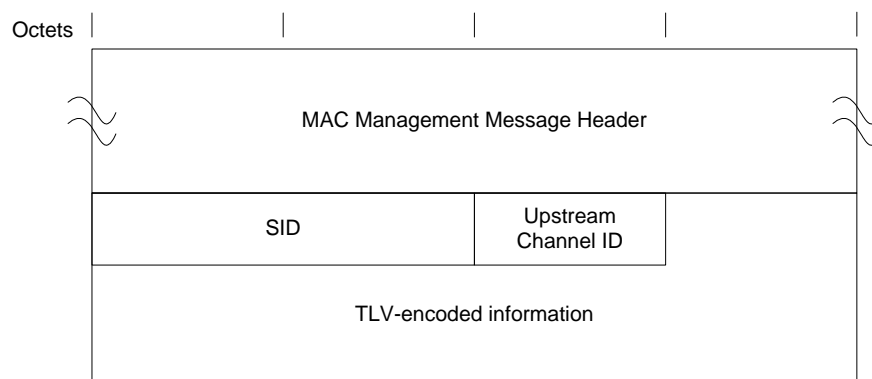 Octets
MAC Management Message Header
SID
Upstream
Channel ID
TLV-encoded information